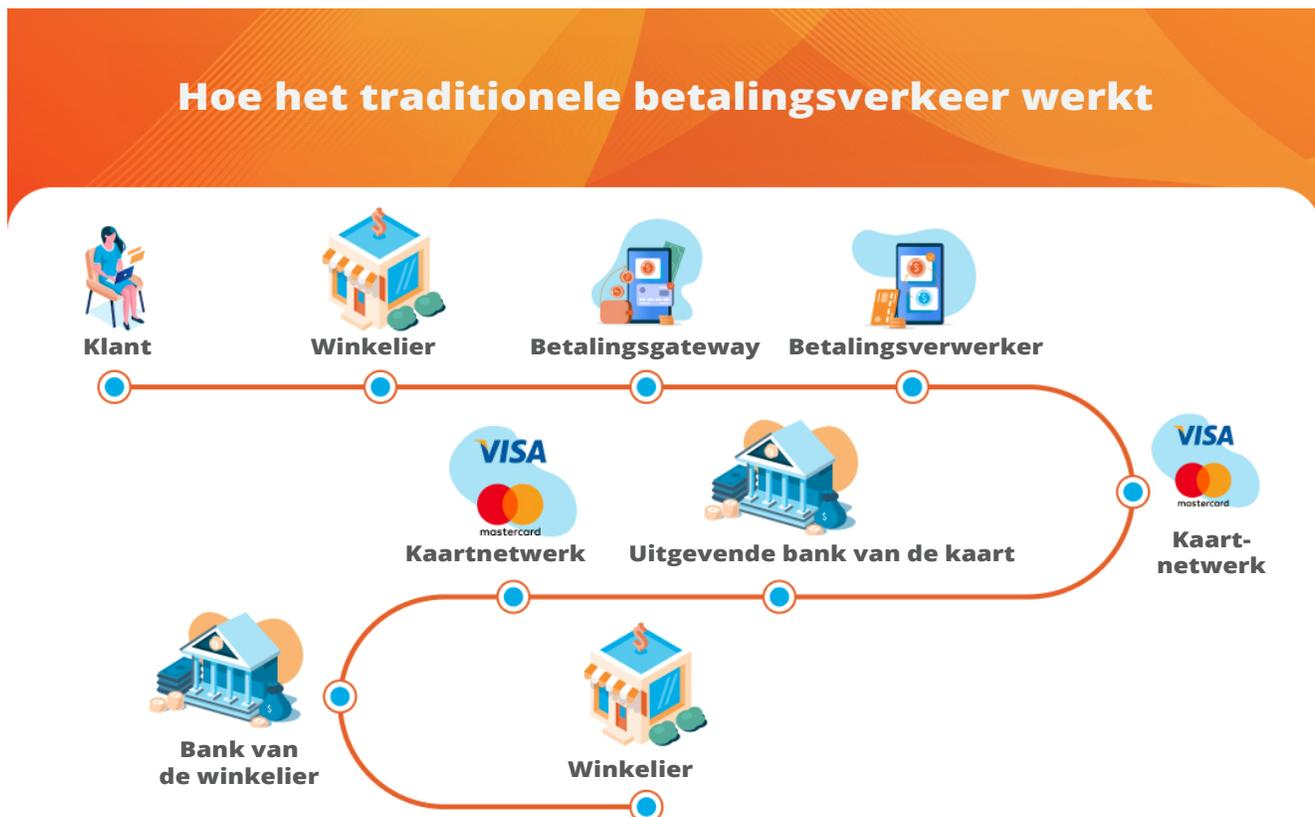 Hoe het traditionele betalingsverkeer werkt
Klant
Winkelier
Betalingsgateway
Betalingsverwerker
VISA
mastercard
Kaart-
netwerk
Uitgevende bank van de kaart
VISA
mastercard
Kaartnetwerk
Bank van
de winkelier
Winkelier